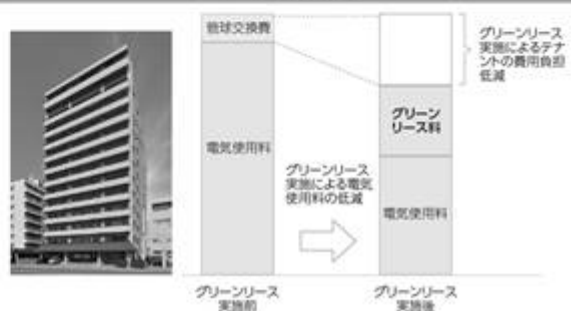 管球交換費
電気使用料
グリーンリース
実施による電気
使用料の低減
グリーン
リース料
電気使用料
グリーンリース
実施によるテナ
ントの費用負担
低減
グリーンリース
実施前
グリーンリース
実施後